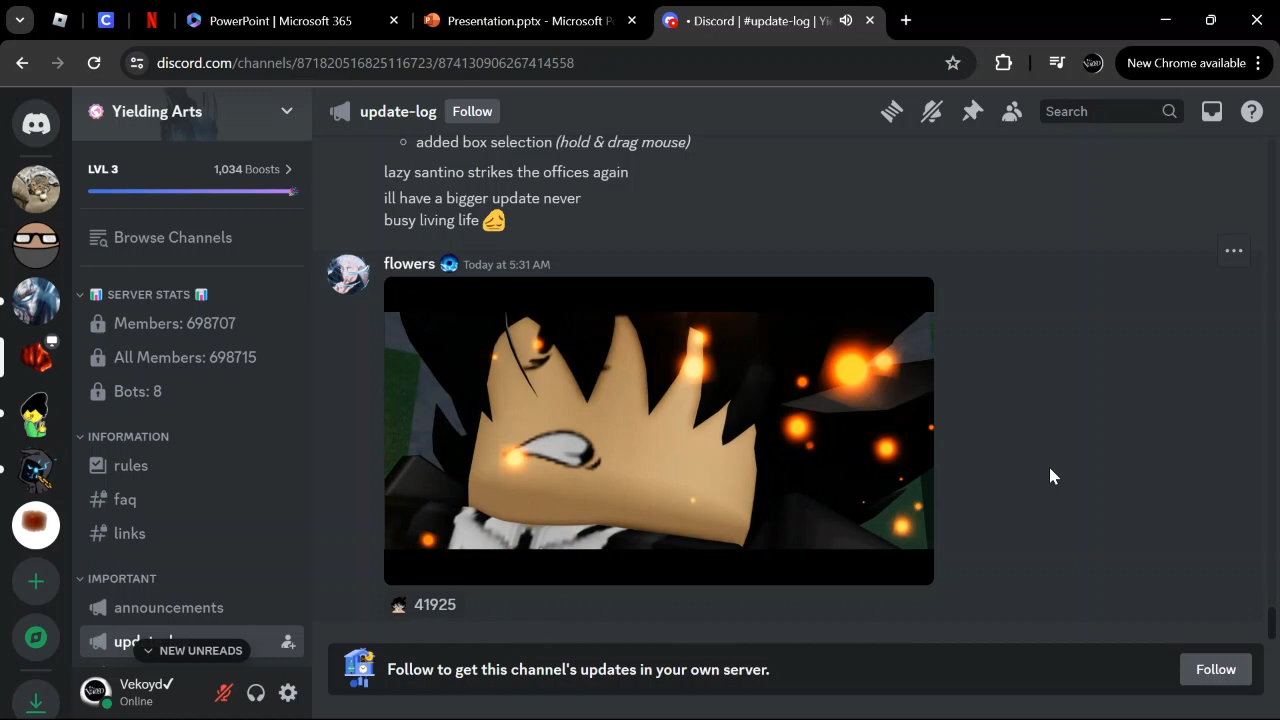 PowerPoint | Microsoft 365
Presentation.pptx - Microsoft P
• Discord | #update-log | Yi
discord.com/channels/871820516825116723/874130906267414558
New Chrome available
Yielding Arts
update-log
Follow
Search
LVL 3
1,034 Boosts
Browse Channels
SERVER STATS
Members: 698707
All Members: 698715
Bots: 8
INFORMATION
rules
faq
links
IMPORTANT
announcements
NEW UNREADS
Vekoyd✓
Online
added box selection (hold & drag mouse)
lazy santino strikes the offices again
ill have a bigger update never
busy living life
flowers
Today at 5:31 AM
41925
Follow to get this channel's updates in your own server.
Follow